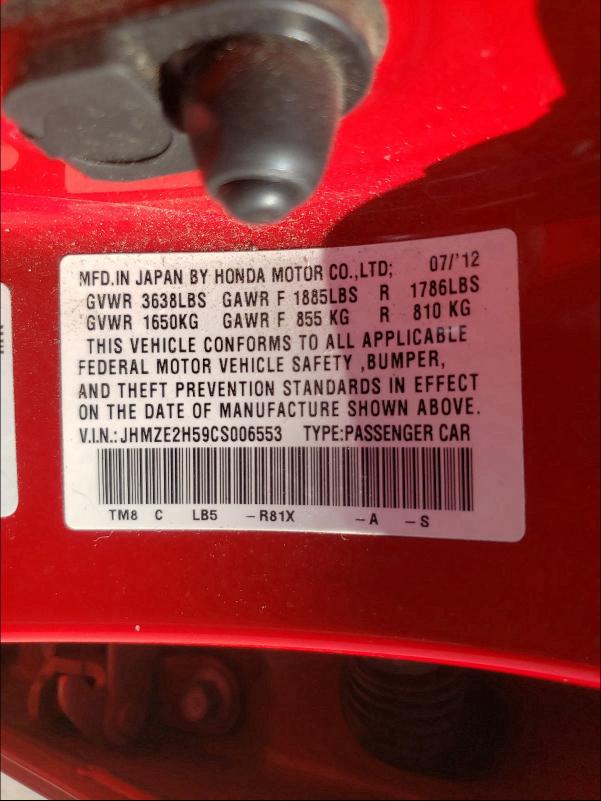 MFD.IN JAPAN BY HONDA MOTOR CO.,LTD; 07/'12
GVWR 3638LBS GAWR F 1885LBS R 1786LBS
GVWR 1650KG GAWR F 855 KG R 810 KG
THIS VEHICLE CONFORMS TO ALL APPLICABLE
FEDERAL MOTOR VEHICLE SAFETY ,BUMPER,
AND THEFT PREVENTION STANDARDS IN EFFECT
ON THE DATE OF MANUFACTURE SHOWN ABOVE.
V.I.N.:JHMZE2H59CS006553 TYPE:PASSENGER CAR
TM8 C LB5 -R81X -A -S